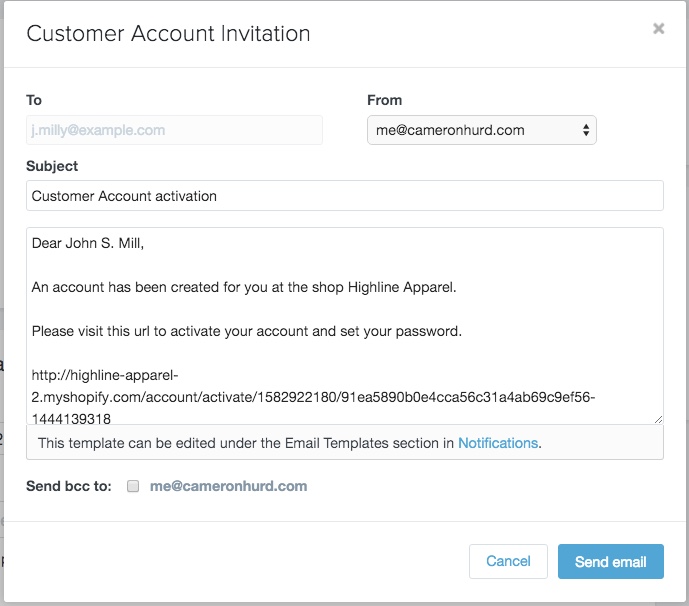 Customer Account Invitation
×
To
From
j.milly@example.com
me@cameronhurd.com
Subject
Customer Account activation
Dear John S. Mill,
An account has been created for you at the shop Highline Apparel.
Please visit this url to activate your account and set your password.
http://highline-apparel-
2.myshopify.com/account/activate/1582922180/91ea5890b0e4cca56c31a4ab69c9ef56-
1444139318
This template can be edited under the Email Templates section in Notifications.
Send bcc to: me@cameronhurd.com
Cancel
Send email